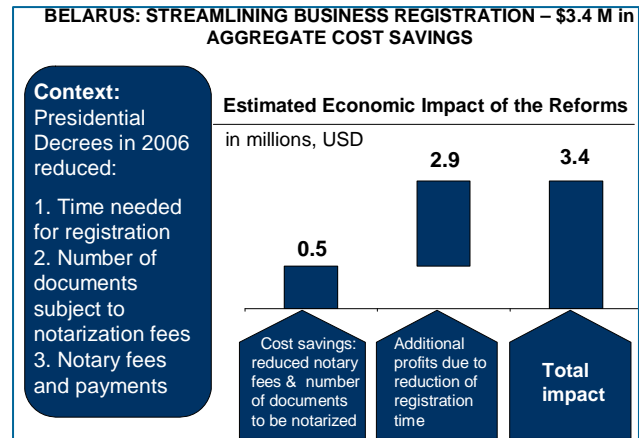 BELARUS: STREAMLINING BUSINESS REGISTRATION – $3.4 M in
AGGREGATE COST SAVINGS
Context:
Presidential
Decrees in 2006
reduced:
1. Time needed
for registration
2. Number of
documents
subject to
notarization fees
3. Notary fees
and payments
Estimated Economic Impact of the Reforms
in millions, USD
0.5
2.9
3.4
Cost savings:
reduced notary
fees & number
of documents
to be notarized
Additional
profits due to
reduction of
registration
time
Total
impact